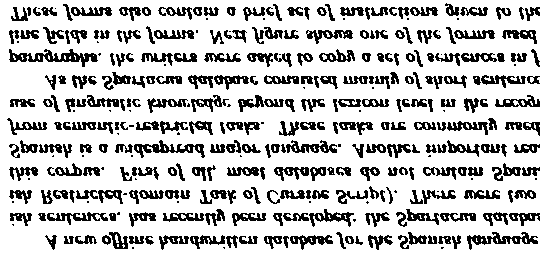 A new offline handwritten database for the Spanish language
ish sentences, has recently been developed: the Spartacus databas
ish Restricted-domain Task of Cursive Script). There were two
this corpus. First of all, most databases do not contain Spani
Spanish is a widespread major language. Another important rea
from semantic-restricted tasks. These tasks are commonly used
use of linguistic knowledge beyond the lexicon level in the recogn
As the Spartacus database consisted mainly of short sentence
paragraphs, the writers were asked to copy a set of sentences in f
line fields in the forms. Next figure shows one of the forms used
These forms also contain a brief set of instructions given to the